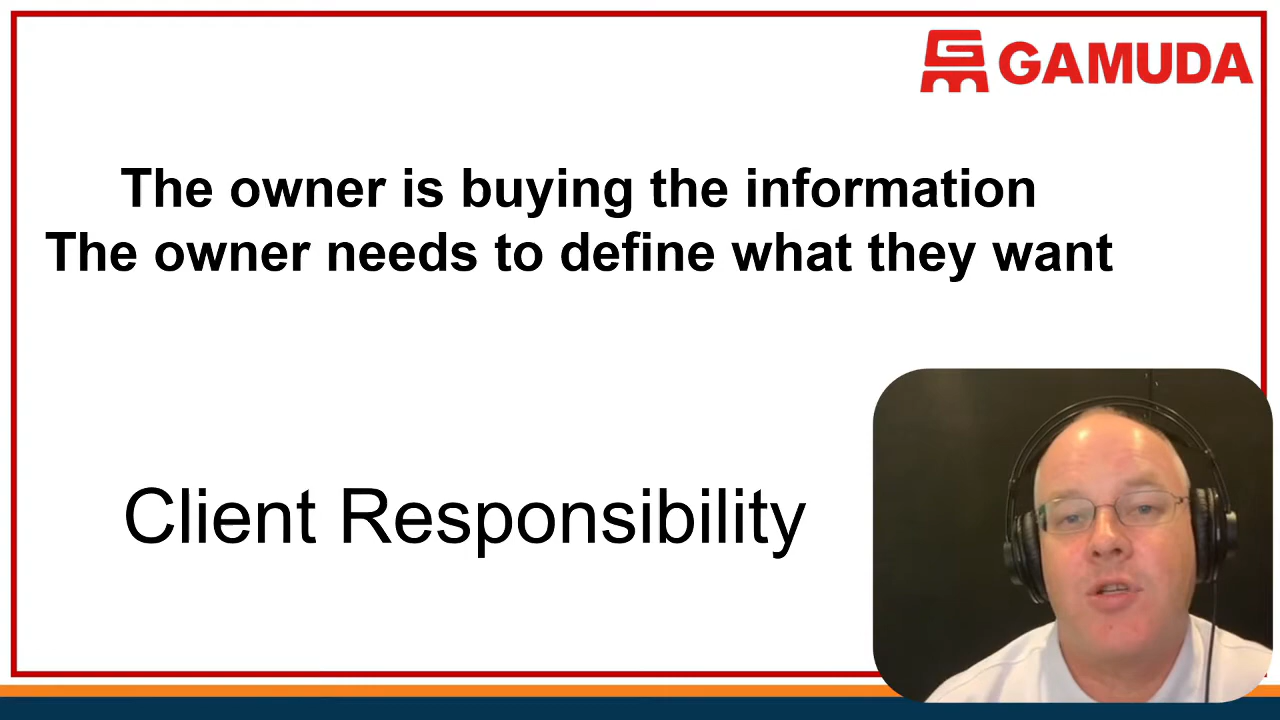 GAMUDA
The owner is buying the information
The owner needs to define what they want
Client Responsibility